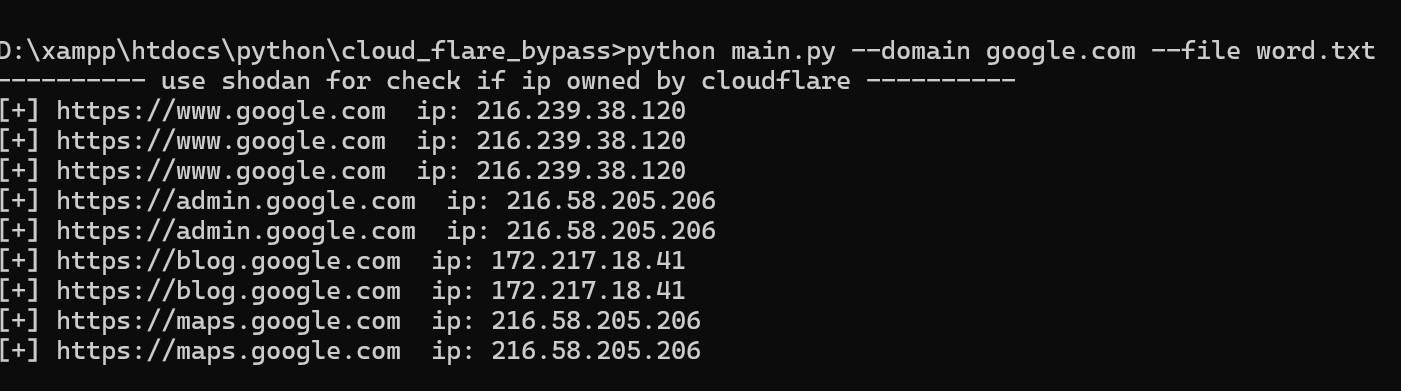 D:\xampp\htdocs\python\cloud_flare_bypass>python main.py --domain google.com --file word.txt
---------- use shodan for check if ip owned by cloudflare ----------
[+] https://www.google.com  ip: 216.239.38.120
[+] https://www.google.com  ip: 216.239.38.120
[+] https://www.google.com  ip: 216.239.38.120
[+] https://admin.google.com  ip: 216.58.205.206
[+] https://admin.google.com  ip: 216.58.205.206
[+] https://blog.google.com  ip: 172.217.18.41
[+] https://blog.google.com  ip: 172.217.18.41
[+] https://maps.google.com  ip: 216.58.205.206
[+] https://maps.google.com  ip: 216.58.205.206